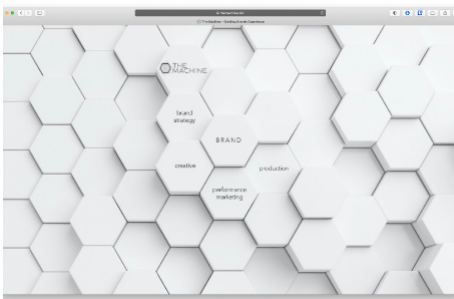 THE
MACHINE
brand
strategy
BRAND
creative
production
performance
marketing